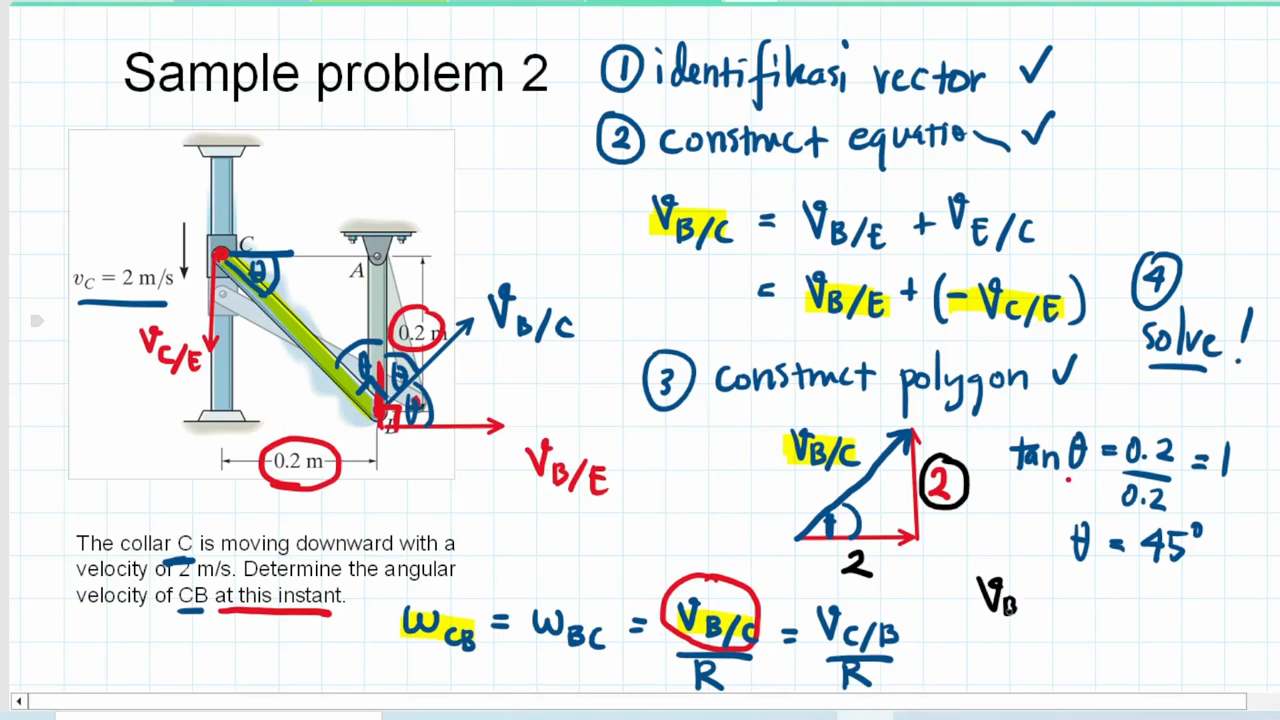 Sample problem 2
① identifikasi vector ✓
② construct equation ✓
V_B/C = V_B/E + V_E/C
= V_B/E + (-V_C/E)
④ solve!
③ construct polygon ✓
C
θ
A
v_C = 2 m/s
V_C/E
0.2 m
V_B/C
θ θ
θ
B
0.2 m
V_B/E
V_B/C
2
θ
2
tan θ = 0.2/0.2 = 1
θ = 45°
V_B
The collar C is moving downward with a
velocity of 2 m/s. Determine the angular
velocity of CB at this instant.
ω_CB = ω_BC = V_B/C / R = V_C/B / R